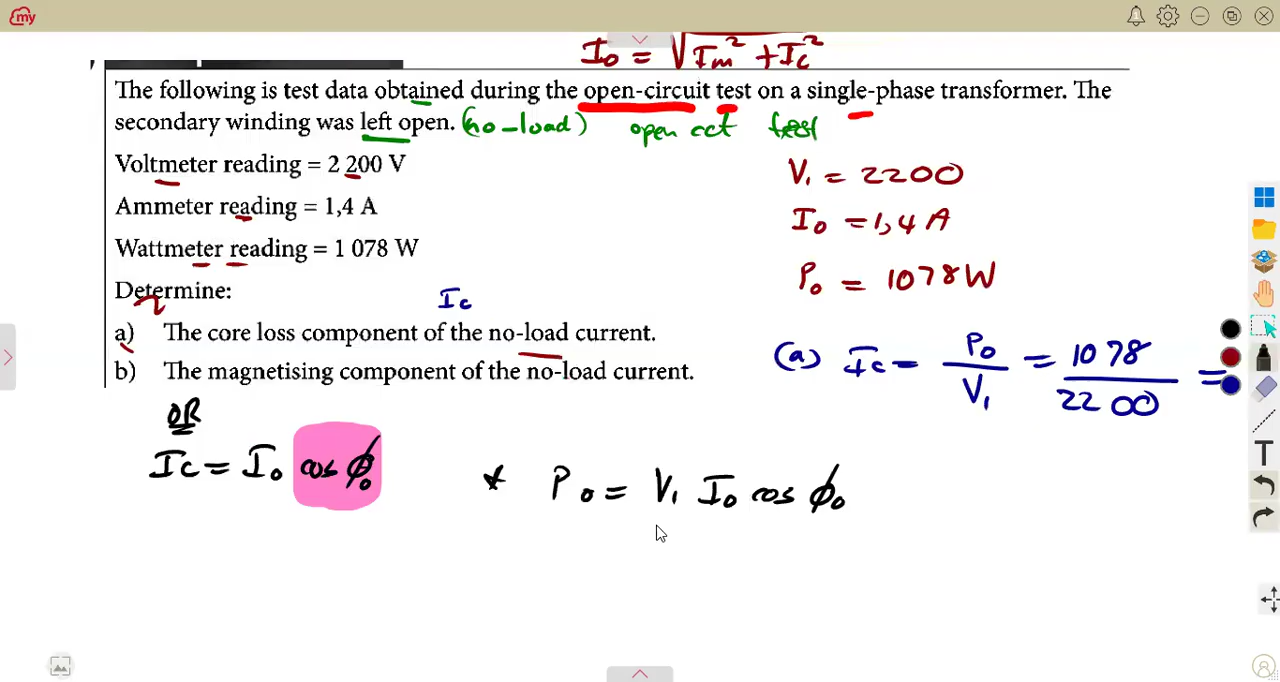 my
I₀ = √Im² + Ic²
The following is test data obtained during the open-circuit test on a single-phase transformer. The
secondary winding was left open. (no-load) open cct test
Voltmeter reading = 2 200 V
V₁ = 2200
Ammeter reading = 1,4 A
I₀ = 1,4 A
Wattmeter reading = 1 078 W
P₀ = 1078 W
Determine:
Ic
a) The core loss component of the no-load current.
b) The magnetising component of the no-load current.
(a) Ic = P₀/V₁ = 1078/2200 =
OR
Ic = I₀ cos ϕ₀
* P₀ = V₁ I₀ cos ϕ₀
T